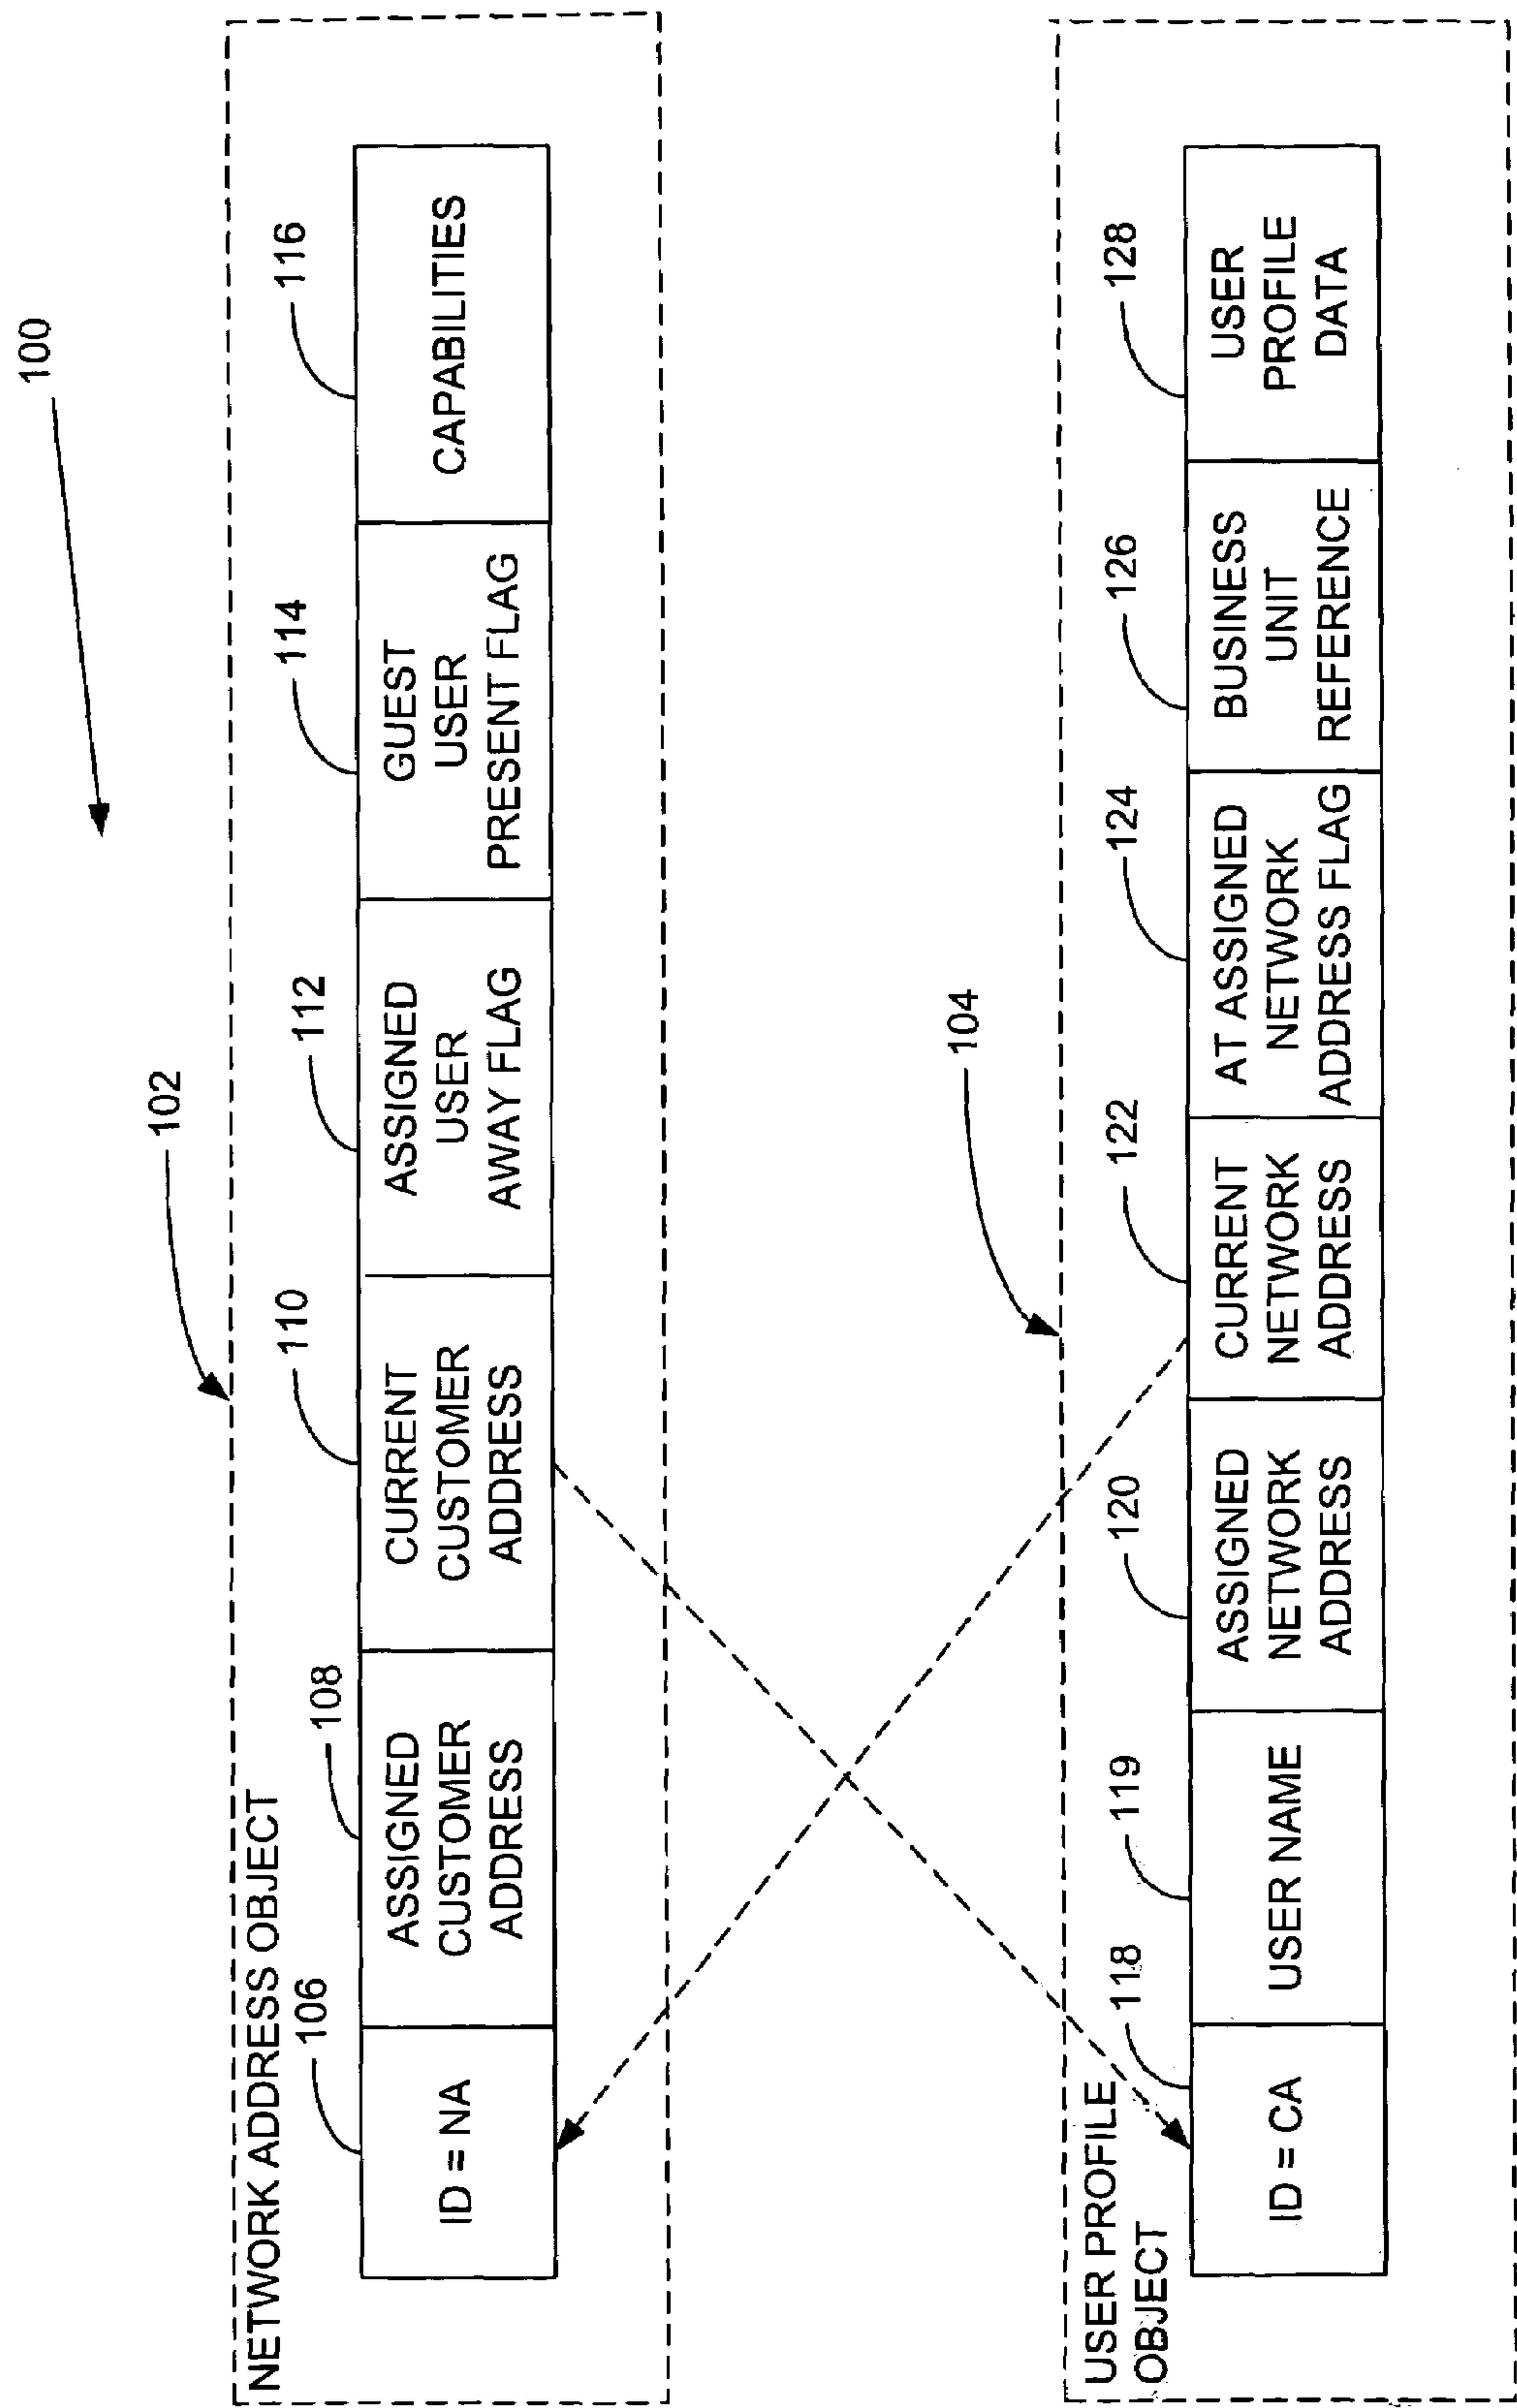 100
102
NETWORK ADDRESS OBJECT
106
108
110
112
114
116
ID = NA
ASSIGNED
CUSTOMER
ADDRESS
CURRENT
CUSTOMER
ADDRESS
ASSIGNED
USER
AWAY FLAG
GUEST
USER
PRESENT FLAG
CAPABILITIES
104
USER PROFILE
OBJECT
118
119
120
122
124
126
128
ID = CA
USER NAME
ASSIGNED
NETWORK
ADDRESS
CURRENT
NETWORK
ADDRESS
AT ASSIGNED
NETWORK
ADDRESS FLAG
BUSINESS
UNIT
REFERENCE
USER
PROFILE
DATA